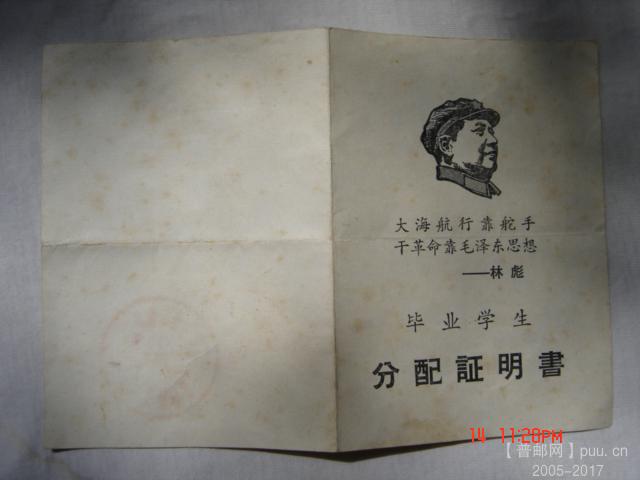 大海航行靠舵手
干革命靠毛泽东思想
——林彪
毕业学生
分配証明書
14 11:28PM
【普邮网】puu.cn
2005-2017